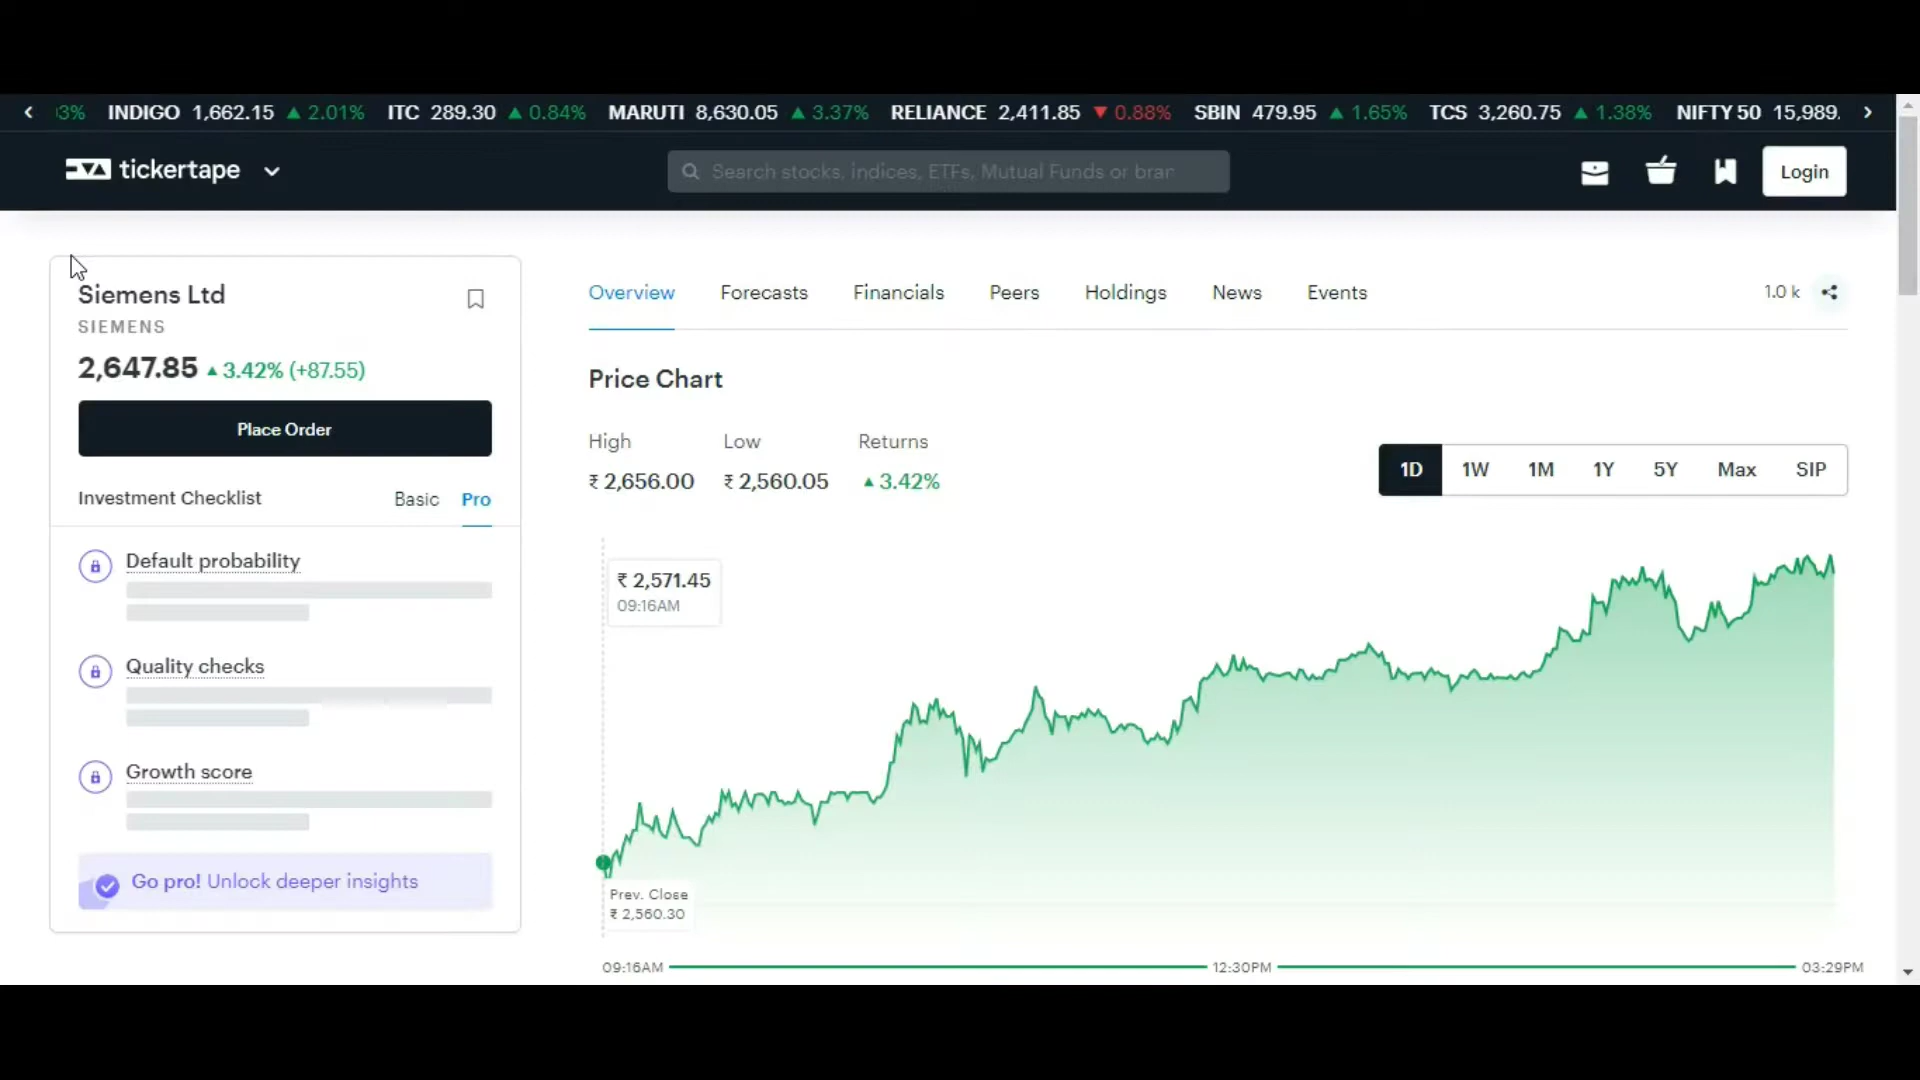 3% INDIGO 1,662.15 ▲ 2.01% ITC 289.30 ▲ 0.84% MARUTI 8,630.05 ▲ 3.37% RELIANCE 2,411.85 ▼ 0.88% SBIN 479.95 ▲ 1.65% TCS 3,260.75 ▲ 1.38% NIFTY 50 15,989.
tickertape
Search stocks, indices, ETFs, Mutual Funds or bran
Login
Siemens Ltd
SIEMENS
2,647.85 ▲ 3.42% (+87.55)
Place Order
Investment Checklist Basic Pro
Default probability
Quality checks
Growth score
Go pro! Unlock deeper insights
Overview Forecasts Financials Peers Holdings News Events 1.0 k
Price Chart
High Low Returns
₹ 2,656.00 ₹ 2,560.05 ▲ 3.42%
1D 1W 1M 1Y 5Y Max SIP
₹ 2,571.45
09:16AM
Prev. Close
₹ 2,560.30
09:16AM 12:30PM 03:29PM